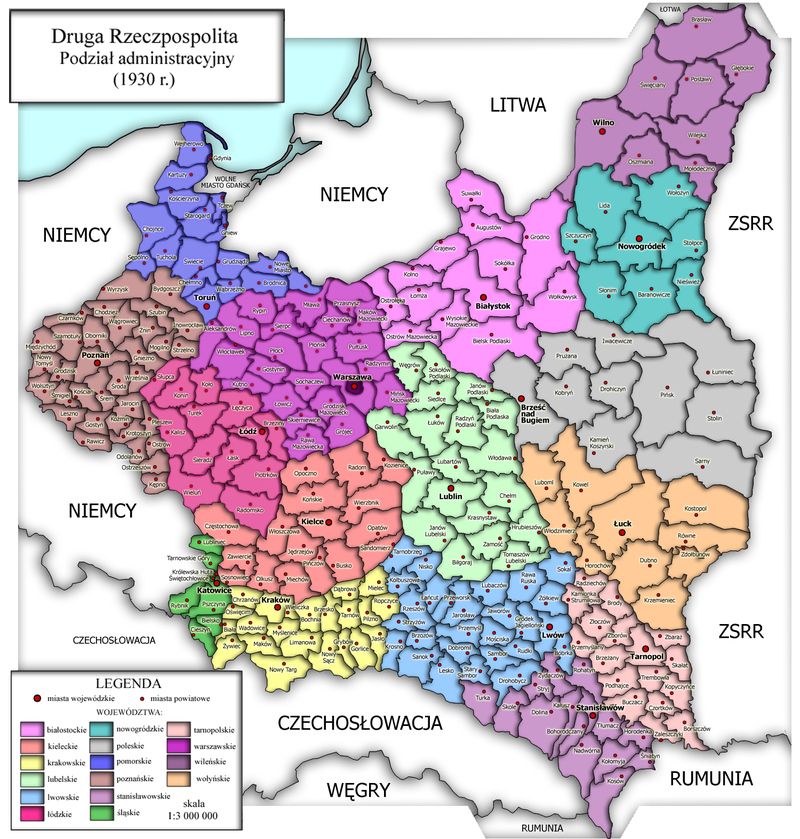 Druga Rzeczpospolita
Podział administracyjny
(1930 r.)
ŁOTWA
LITWA
NIEMCY
NIEMCY
NIEMCY
ZSRR
ZSRR
WOLNE
MIASTO GDAŃSK
CZECHOSŁOWACJA
CZECHOSŁOWACJA
WĘGRY
RUMUNIA
RUMUNIA
Brasław
Święciany
Postawy
Głębokie
Wilno
Wilejka
Oszmiana
Mołodeczno
Lida
Wołożyn
Szczuczyn
Nowogródek
Stołpce
Słonim
Baranowicze
Nieśwież
Wejherowo
Gdynia
Kartuzy
Kościerzyna
Starogard
Tczew
Gniew
Chojnice
Sępolno
Tuchola
Świecie
Grudziądz
Nowe
Miasto
Chełmno
Wąbrzeźno
Brodnica
Toruń
Suwałki
Augustów
Grajewo
Grodno
Sokółka
Kolno
Łomża
Ostrołęka
Białystok
Wołkowysk
Wysokie
Mazowieckie
Ostrów Mazowiecki
Bielsk Podlaski
Wyrzysk
Bydgoszcz
Czarnków
Chodzież
Szubin
Wągrowiec
Inowrocław
Żnin
Szamotuły
Oborniki
Mogilno
Strzelno
Międzychód
Poznań
Gniezno
Nowy
Tomyśl
Grodzisk
Września
Środa
Wolsztyn
Śmigiel
Kościan
Śrem
Jarocin
Leszno
Gostyń
Koźmin
Pleszew
Krotoszyn
Rawicz
Ostrów
Odolanów
Ostrzeszów
Kępno
Aleksandrów
Lipno
Rypin
Sierpc
Mława
Przasnysz
Ciechanów
Maków
Mazowiecki
Włocławek
Płock
Płońsk
Pułtusk
Gostynin
Radzymin
Kutno
Sochaczew
Warszawa
Mińsk
Mazowiecki
Łowicz
Grodzisk
Mazowiecki
Skierniewice
Rawa
Mazowiecka
Grójec
Słupca
Koło
Konin
Turek
Łęczyca
Łódź
Brzeziny
Kalisz
Sieradz
Łask
Piotrków
Wieluń
Radomsko
Węgrów
Sokołów
Podlaski
Siedlce
Janów
Podlaski
Biała
Podlaska
Łuków
Radzyń
Podlaski
Garwolin
Włodawa
Lubartów
Puławy
Lublin
Chełm
Krasnystaw
Hrubieszów
Janów
Lubelski
Zamość
Biłgoraj
Tomaszów
Lubelski
Prużana
Iwacewicze
Łuniniec
Kobryń
Drohiczyn
Pińsk
Brześć
nad
Bugiem
Stolin
Kamień
Koszyrski
Sarny
Opoczno
Radom
Kozienice
Końskie
Wierzbnik
Kielce
Częstochowa
Włoszczowa
Opatów
Jędrzejów
Sandomierz
Zawiercie
Pińczów
Busko
Sosnowiec
Olkusz
Miechów
Lubliniec
Tarnowskie Góry
Królewska Huta
Świętochłowice
Katowice
Rybnik
Pszczyna
Bielsko
Cieszyn
Chrzanów
Kraków
Dąbrowa
Mielec
Wieliczka
Brzesko
Tarnów
Ropczyce
Oświęcim
Bochnia
Pilzno
Biała
Wadowice
Myślenice
Żywiec
Maków
Limanowa
Grybów
Jasło
Gorlice
Nowy
Sącz
Nowy Targ
Tarnobrzeg
Nisko
Kolbuszowa
Rzeszów
Łańcut
Przeworsk
Lubaczów
Rawa
Ruska
Sokal
Jarosław
Jaworów
Strzyżów
Przemyśl
Gródek
Jagielloński
Lwów
Krosno
Brzozów
Dobromil
Mościska
Rudki
Bóbrka
Sanok
Sambor
Lesko
Stary
Sambor
Drohobycz
Luboml
Kowel
Kostopol
Włodzimierz
Łuck
Równe
Zdołbunów
Horochów
Dubno
Krzemieniec
Radziechów
Kamionka
Strumiłowa
Brody
Złoczów
Zborów
Zbaraż
Tarnopol
Przemyślany
Brzeżany
Skałat
Trembowla
Podhajce
Kopyczyńce
Buczacz
Czortków
Borszczów
Zaleszczyki
Rohatyn
Żydaczów
Turka
Stryj
Skole
Dolina
Kałusz
Stanisławów
Tłumacz
Bohorodczany
Horodenka
Nadwórna
Kołomyja
Śniatyn
Kosów
LEGENDA
miasta wojewódzkie
miasta powiatowe
WOJEWÓDZTWA:
białostockie
kieleckie
krakowskie
lubelskie
lwowskie
łódzkie
nowogródzkie
poleskie
pomorskie
poznańskie
stanisławowskie
śląskie
tarnopolskie
warszawskie
wileńskie
wołyńskie
skala
1:3 000 000